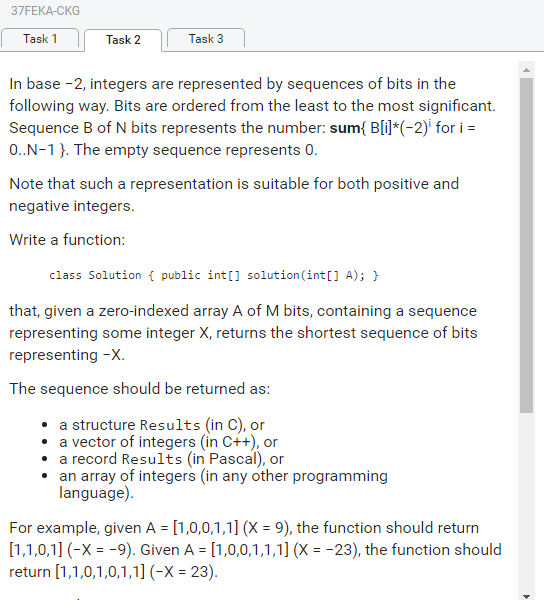 37FEKA-CKG
Task 1 Task 2 Task 3
In base −2, integers are represented by sequences of bits in the
following way. Bits are ordered from the least to the most significant.
Sequence B of N bits represents the number: sum{ B[i]*(−2)ⁱ for i =
0..N−1 }. The empty sequence represents 0.
Note that such a representation is suitable for both positive and
negative integers.
Write a function:
class Solution { public int[] solution(int[] A); }
that, given a zero-indexed array A of M bits, containing a sequence
representing some integer X, returns the shortest sequence of bits
representing −X.
The sequence should be returned as:
• a structure Results (in C), or
• a vector of integers (in C++), or
• a record Results (in Pascal), or
• an array of integers (in any other programming
language).
For example, given A = [1,0,0,1,1] (X = 9), the function should return
[1,1,0,1] (−X = −9). Given A = [1,0,0,1,1,1] (X = −23), the function should
return [1,1,0,1,0,1,1] (−X = 23).